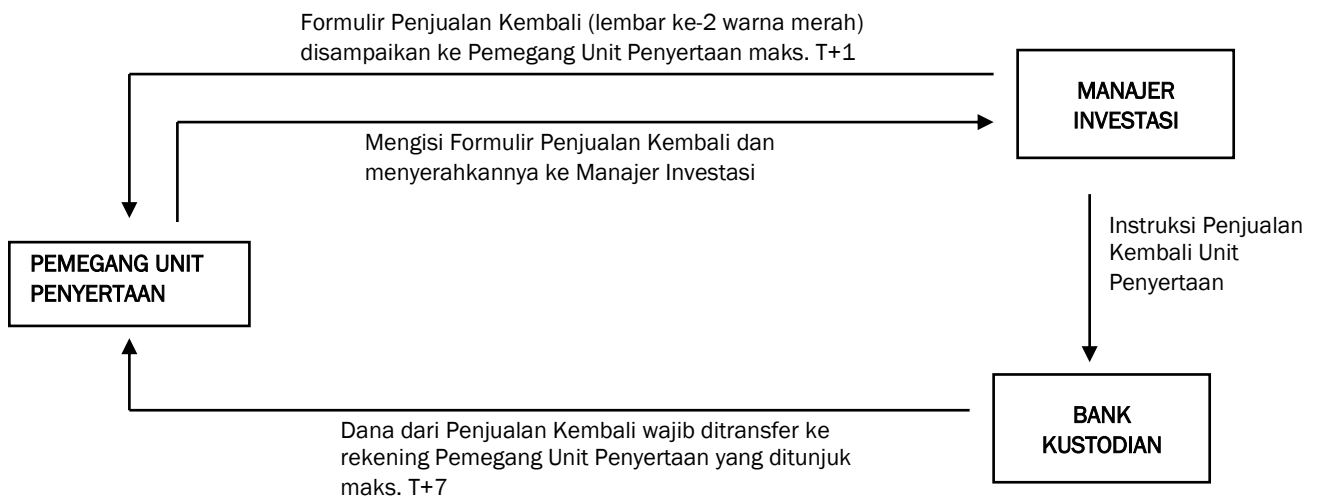 Formulir Penjualan Kembali (lembar ke-2 warna merah)
disampaikan ke Pemegang Unit Penyertaan maks. T+1
MANAJER
INVESTASI
Mengisi Formulir Penjualan Kembali dan
menyerahkannya ke Manajer Investasi
Instruksi Penjualan
Kembali Unit
Penyertaan
PEMEGANG UNIT
PENYERTAAN
BANK
KUSTODIAN
Dana dari Penjualan Kembali wajib ditransfer ke
rekening Pemegang Unit Penyertaan yang ditunjuk
maks. T+7